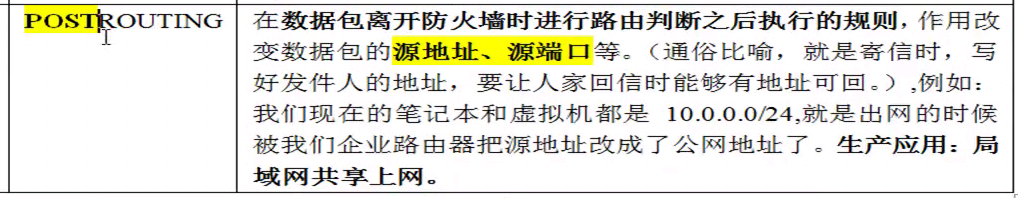 POSTROUTING
在数据包离开防火墙时进行路由判断之后执行的规则，作用改
变数据包的源地址、源端口等。（通俗比喻，就是寄信时，写
好发件人的地址，要让人家回信时能够有地址可回。）,例如：
我们现在的笔记本和虚拟机都是 10.0.0.0/24,就是出网的时候
被我们企业路由器把源地址改成了公网地址了。生产应用：局
域网共享上网。